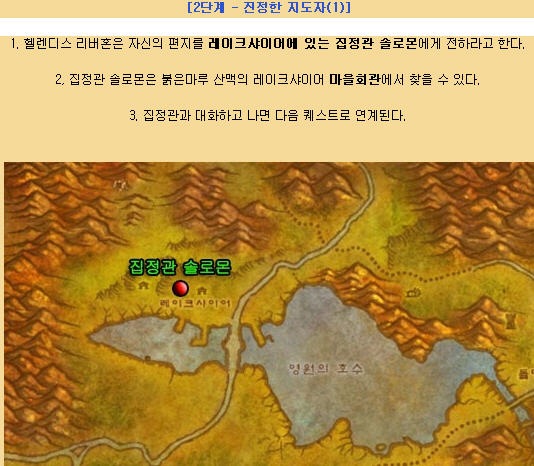 [2단계 - 진정한 지도자(1)]
1. 헬렌디스 리버혼은 자신의 편지를 레이크샤이어에 있는 집정관 솔로몬에게 전하라고 한다.
2. 집정관 솔로몬은 붉은마루 산맥의 레이크샤이어 마을회관에서 찾을 수 있다.
3. 집정관과 대화하고 나면 다음 퀘스트로 연계된다.
집정관 솔로몬
레이크샤이어
영원의 호수